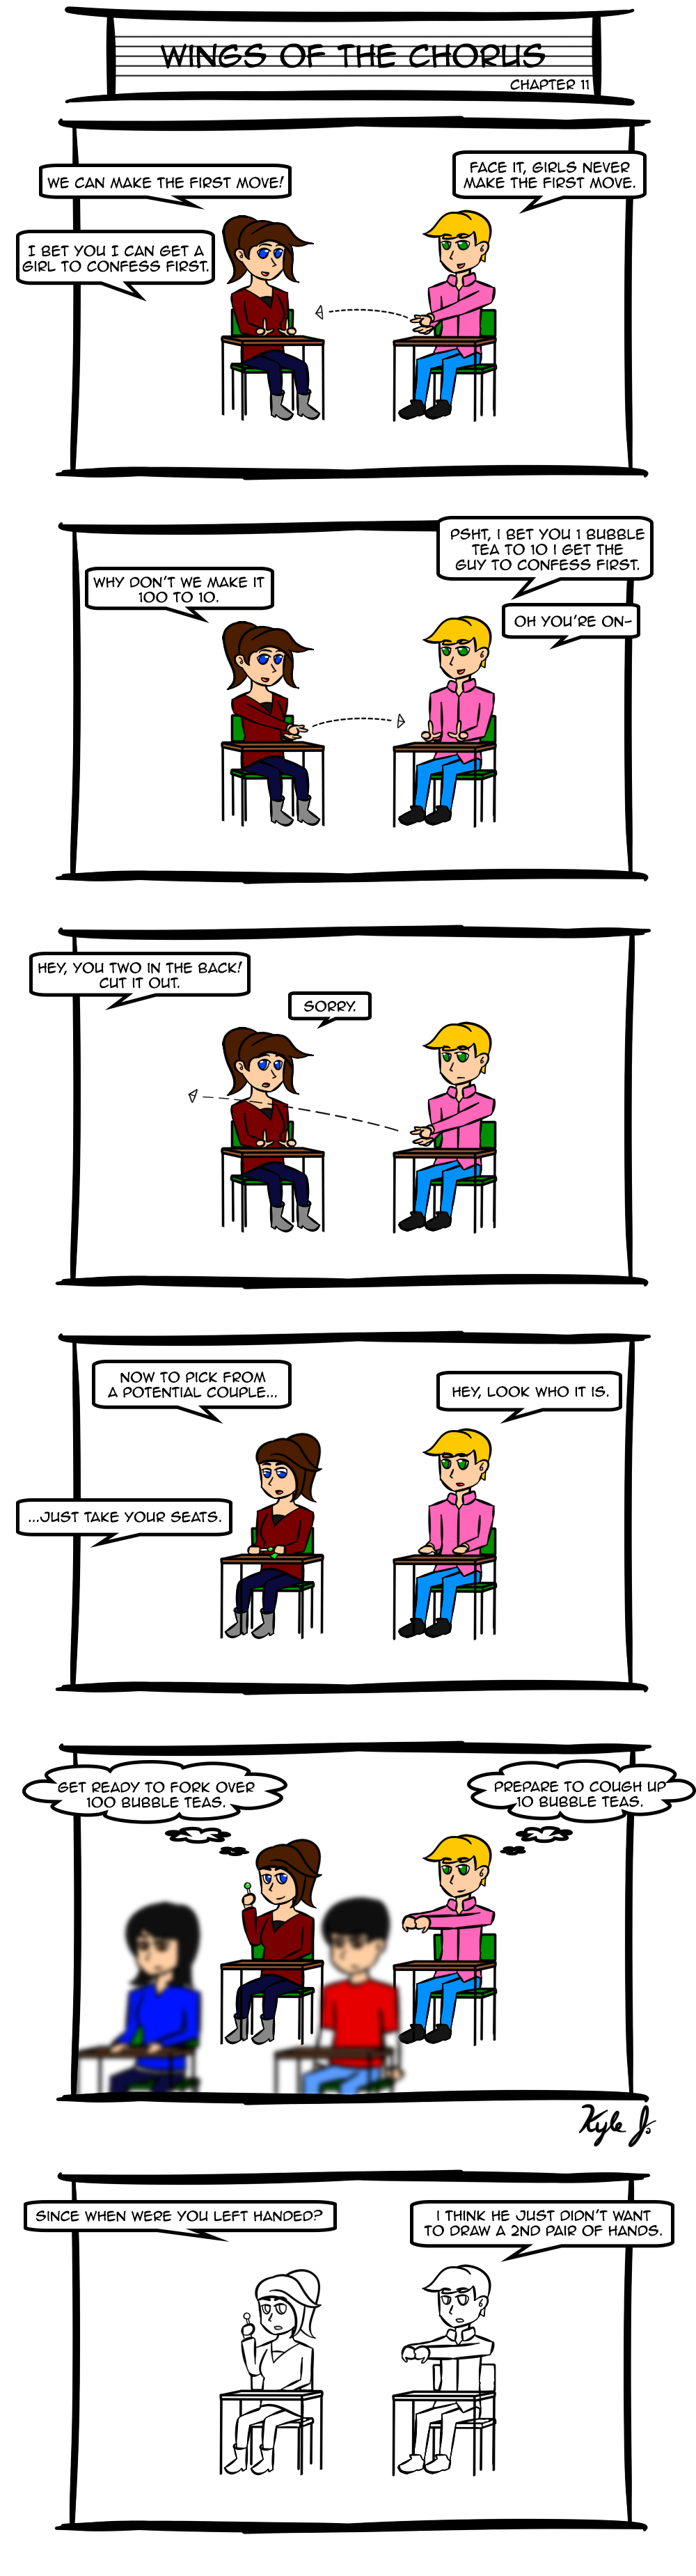 WINGS OF THE CHORUS
CHAPTER 11
WE CAN MAKE THE FIRST MOVE!
FACE IT, GIRLS NEVER
MAKE THE FIRST MOVE.
I BET YOU I CAN GET A
GIRL TO CONFESS FIRST.
PSHT, I BET YOU 1 BUBBLE
TEA TO 10 I GET THE
GUY TO CONFESS FIRST.
WHY DON'T WE MAKE IT
100 TO 10.
OH YOU'RE ON-
HEY, YOU TWO IN THE BACK!
CUT IT OUT.
SORRY.
NOW TO PICK FROM
A POTENTIAL COUPLE...
HEY, LOOK WHO IT IS.
...JUST TAKE YOUR SEATS.
GET READY TO FORK OVER
100 BUBBLE TEAS.
PREPARE TO COUGH UP
10 BUBBLE TEAS.
Kyle J.
SINCE WHEN WERE YOU LEFT HANDED?
I THINK HE JUST DIDN'T WANT
TO DRAW A 2ND PAIR OF HANDS.